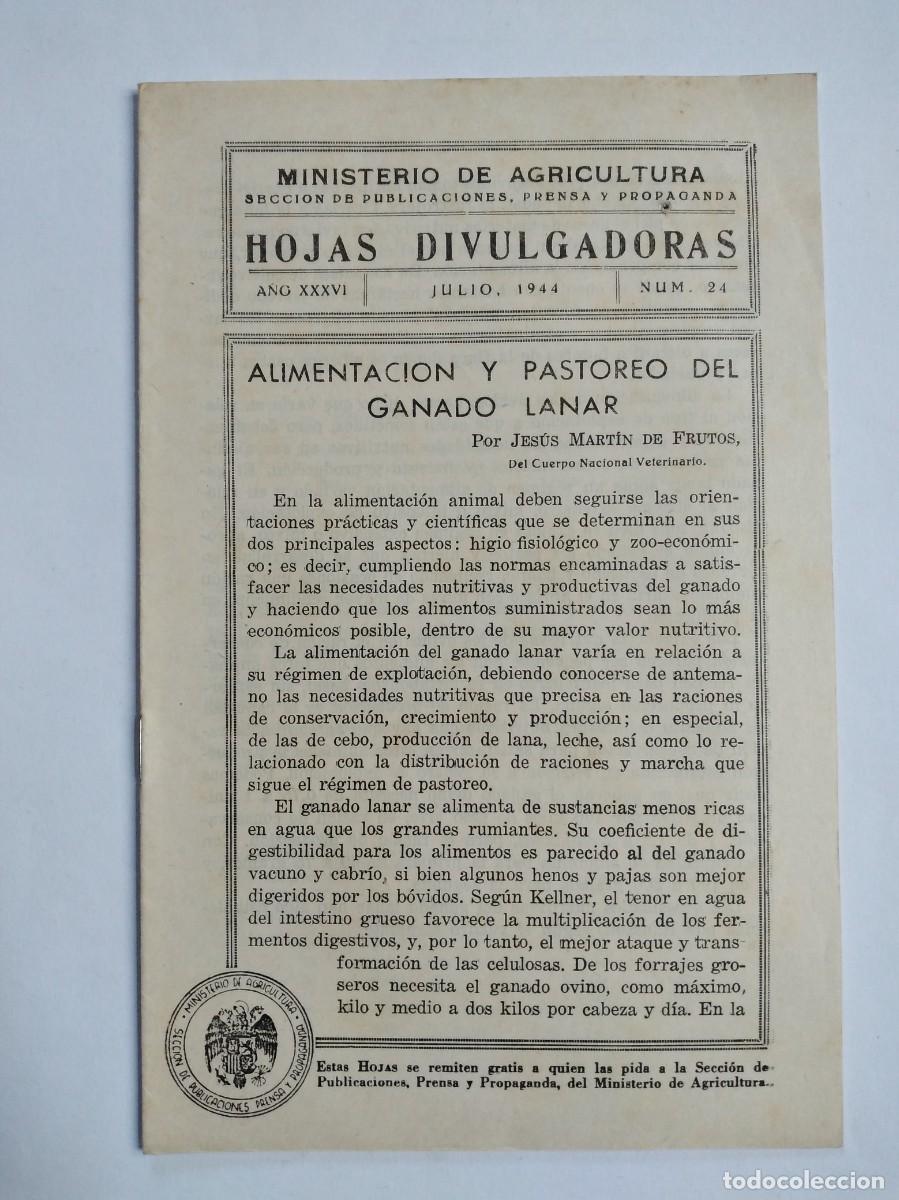 MINISTERIO DE AGRICULTURA
SECCION DE PUBLICACIONES, PRENSA Y PROPAGANDA
HOJAS DIVULGADORAS
AÑO XXXVI
JULIO, 1944
NUM. 24
ALIMENTACION Y PASTOREO DEL
GANADO LANAR
Por JESÚS MARTÍN DE FRUTOS,
Del Cuerpo Nacional Veterinario.
En la alimentación animal deben seguirse las orien-
taciones prácticas y científicas que se determinan en sus
dos principales aspectos: higio fisiológico y zoo-económi-
co; es decir, cumpliendo las normas encaminadas a satis-
facer las necesidades nutritivas y productivas del ganado
y haciendo que los alimentos suministrados sean lo más
económicos posible, dentro de su mayor valor nutritivo.
La alimentación del ganado lanar varía en relación a
su régimen de explotación, debiendo conocerse de antema-
no las necesidades nutritivas que precisa en las raciones
de conservación, crecimiento y producción; en especial,
de las de cebo, producción de lana, leche, así como lo re-
lacionado con la distribución de raciones y marcha que
sigue el régimen de pastoreo.
El ganado lanar se alimenta de sustancias menos ricas
en agua que los grandes rumiantes. Su coeficiente de di-
gestibilidad para los alimentos es parecido al del ganado
vacuno y cabrío, si bien algunos henos y pajas son mejor
digeridos por los bóvidos. Según Kellner, el tenor en agua
del intestino grueso favorece la multiplicación de los fer-
mentos digestivos, y, por lo tanto, el mejor ataque y trans-
formación de las celulosas. De los forrajes gro-
seros necesita el ganado ovino, como máximo,
kilo y medio a dos kilos por cabeza y día. En la
· MINISTERIO DE AGRICULTURA ·
SECCION DE PUBLICACIONES PRENSA Y PROPAGANDA
Estas HOJAS se remiten gratis a quien las pida a la Sección de
Publicaciones, Prensa y Propaganda, del Ministerio de Agricultura.
todocoleccion